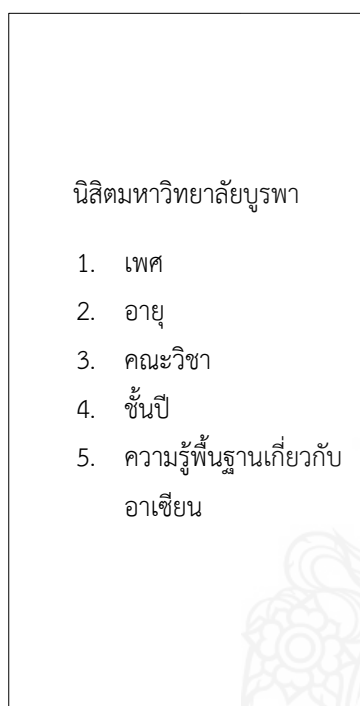 นิสิตมหาวิทยาลัยบูรพา
1. เพศ
2. อายุ
3. คณะวิชา
4. ชั้นปี
5. ความรู้พื้นฐานเกี่ยวกับ
อาเซียน